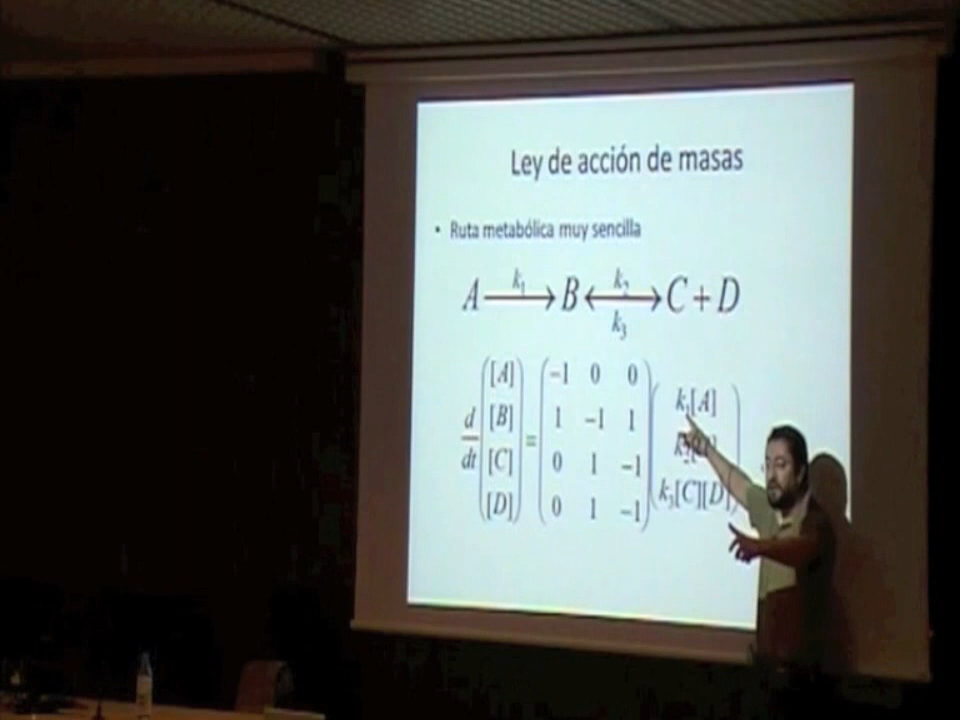 Ley de acción de masas
• Ruta metabólica muy sencilla
A —k₁→ B ←k₂ k₃→ C + D
d/dt ([A] [B] [C] [D]) = (−1 0 0; 1 −1 1; 0 1 −1; 0 1 −1) (k₁[A]; k₂; k₃[C][D])